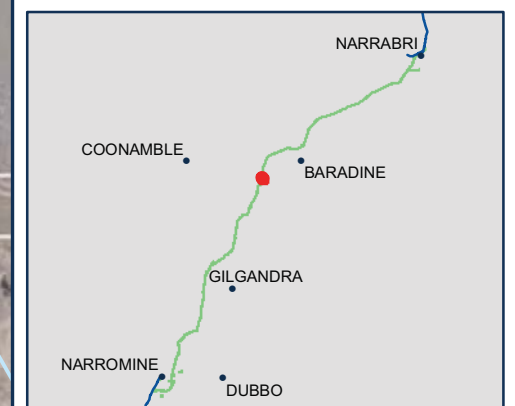 NARRABRI
COONAMBLE
BARADINE
GILGANDRA
NARROMINE
DUBBO